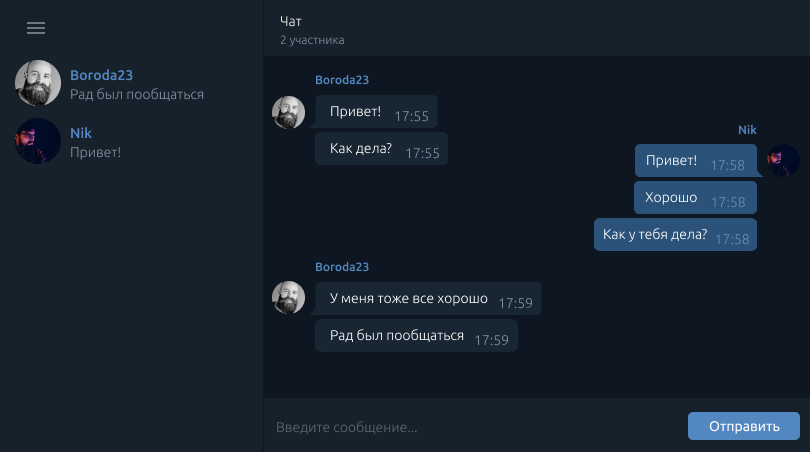 Boroda23
Рад был пообщаться
Nik
Привет!
Чат
2 участника
Boroda23
Привет! 17:55
Как дела? 17:55
Nik
Привет! 17:58
Хорошо 17:58
Как у тебя дела? 17:58
Boroda23
У меня тоже все хорошо 17:59
Рад был пообщаться 17:59
Введите сообщение...
Отправить